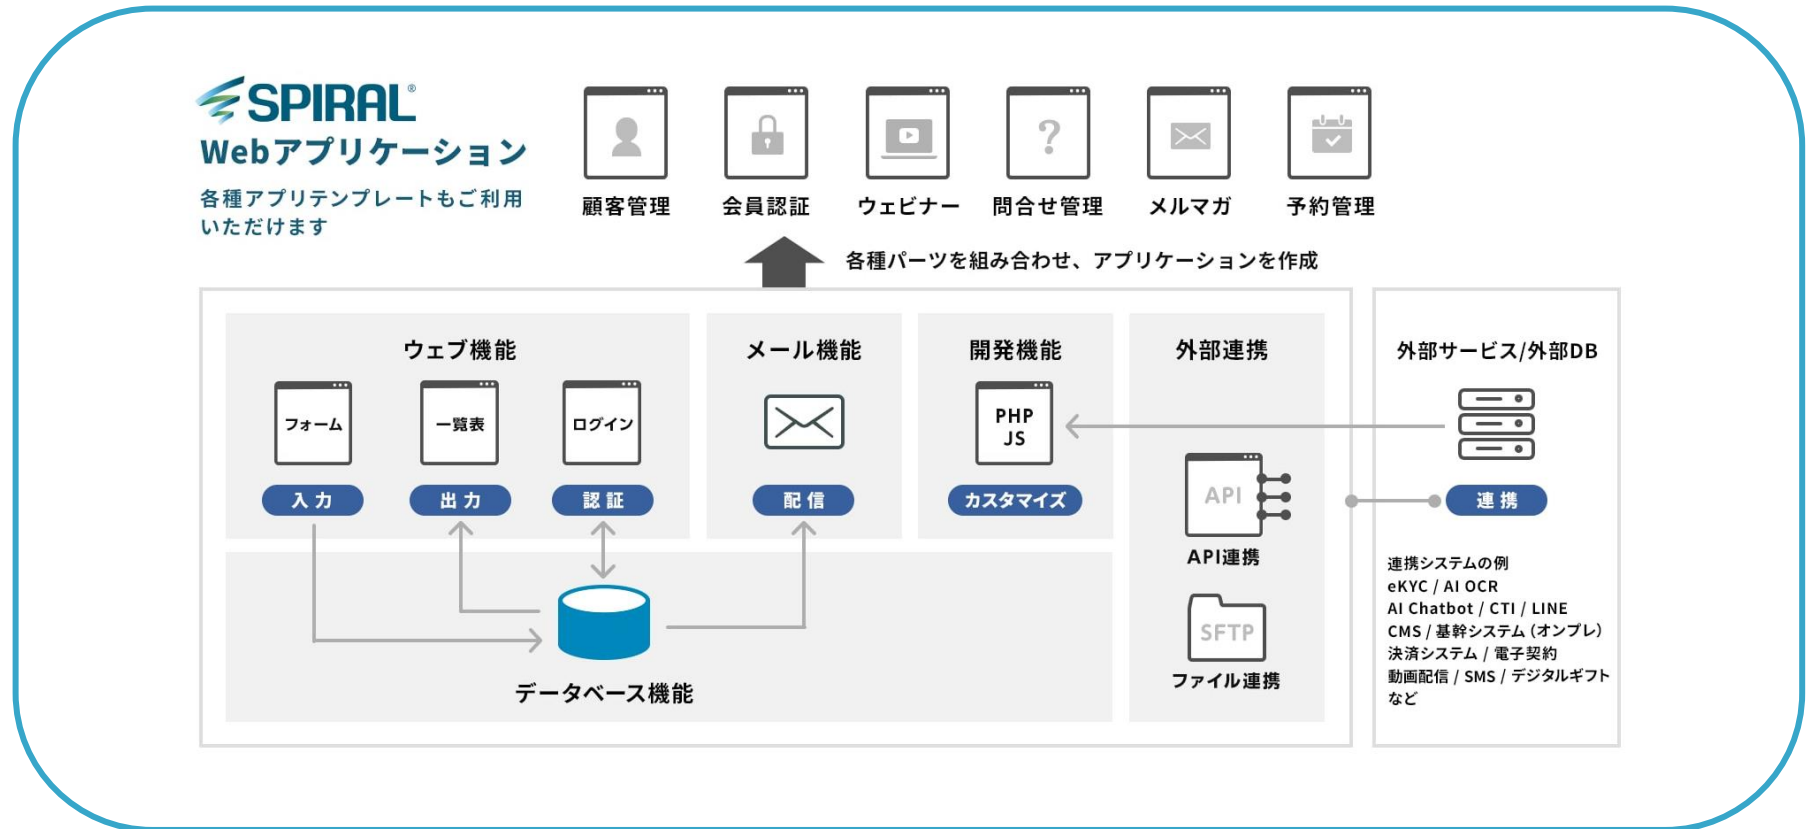 SPIRAL®
Webアプリケーション
各種アプリテンプレートもご利用
いただけます
顧客管理
会員認証
ウェビナー
問合せ管理
メルマガ
予約管理
各種パーツを組み合わせ、アプリケーションを作成
ウェブ機能
フォーム
一覧表
ログイン
入力
出力
認証
メール機能
配信
開発機能
PHP
JS
カスタマイズ
外部連携
API
API連携
SFTP
ファイル連携
データベース機能
外部サービス/外部DB
連携
連携システムの例
eKYC / AI OCR
AI Chatbot / CTI / LINE
CMS / 基幹システム（オンプレ）
決済システム / 電子契約
動画配信 / SMS / デジタルギフト
など